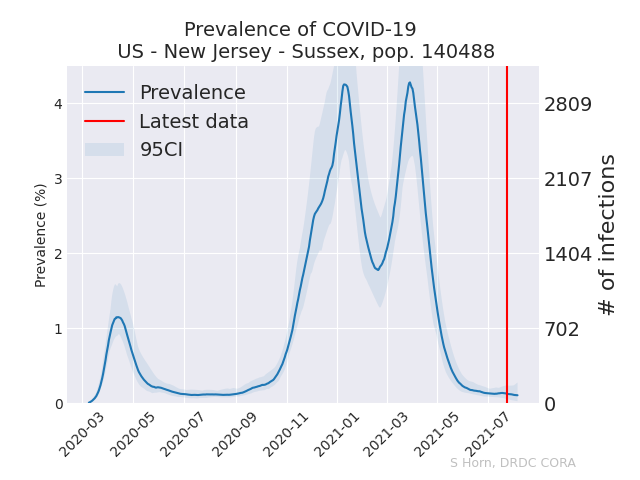 Prevalence of COVID-19
US - New Jersey - Sussex, pop. 140488
Prevalence
Latest data
95CI
Prevalence (%)
4
3
2
1
0
2809
2107
1404
702
0
# of infections
2020-03
2020-05
2020-07
2020-09
2020-11
2021-01
2021-03
2021-05
2021-07
S Horn, DRDC CORA